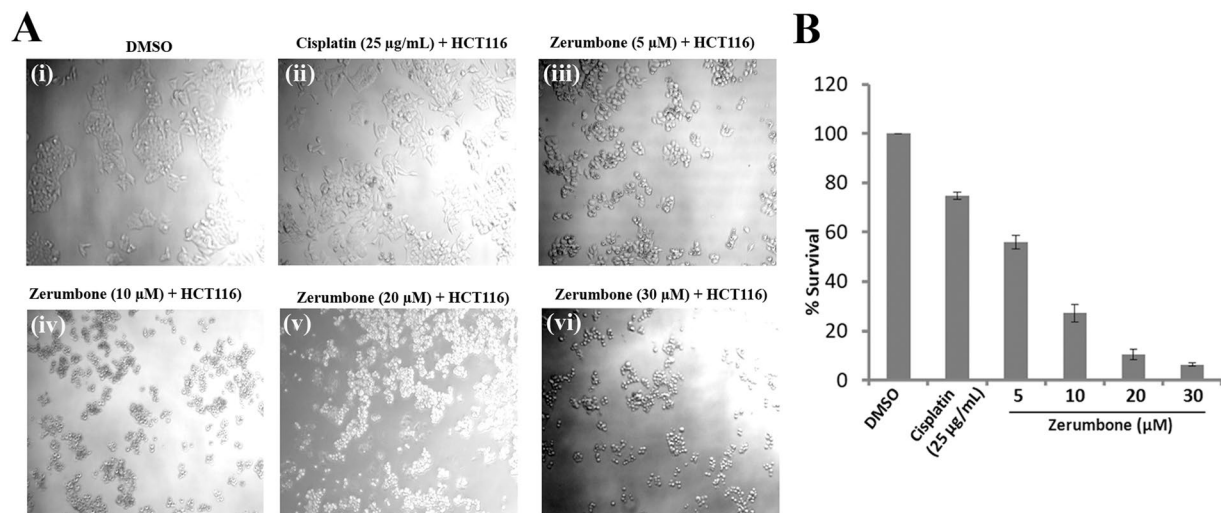 A
DMSO
Cisplatin (25 µg/mL) + HCT116
Zerumbone (5 µM) + HCT116)
(i)
(ii)
(iii)
Zerumbone (10 µM) + HCT116)
Zerumbone (20 µM) + HCT116)
Zerumbone (30 µM) + HCT116)
(iv)
(v)
(vi)
B
% Survival
120
100
80
60
40
20
0
DMSO
Cisplatin
(25 µg/mL)
5
10
20
30
Zerumbone (µM)